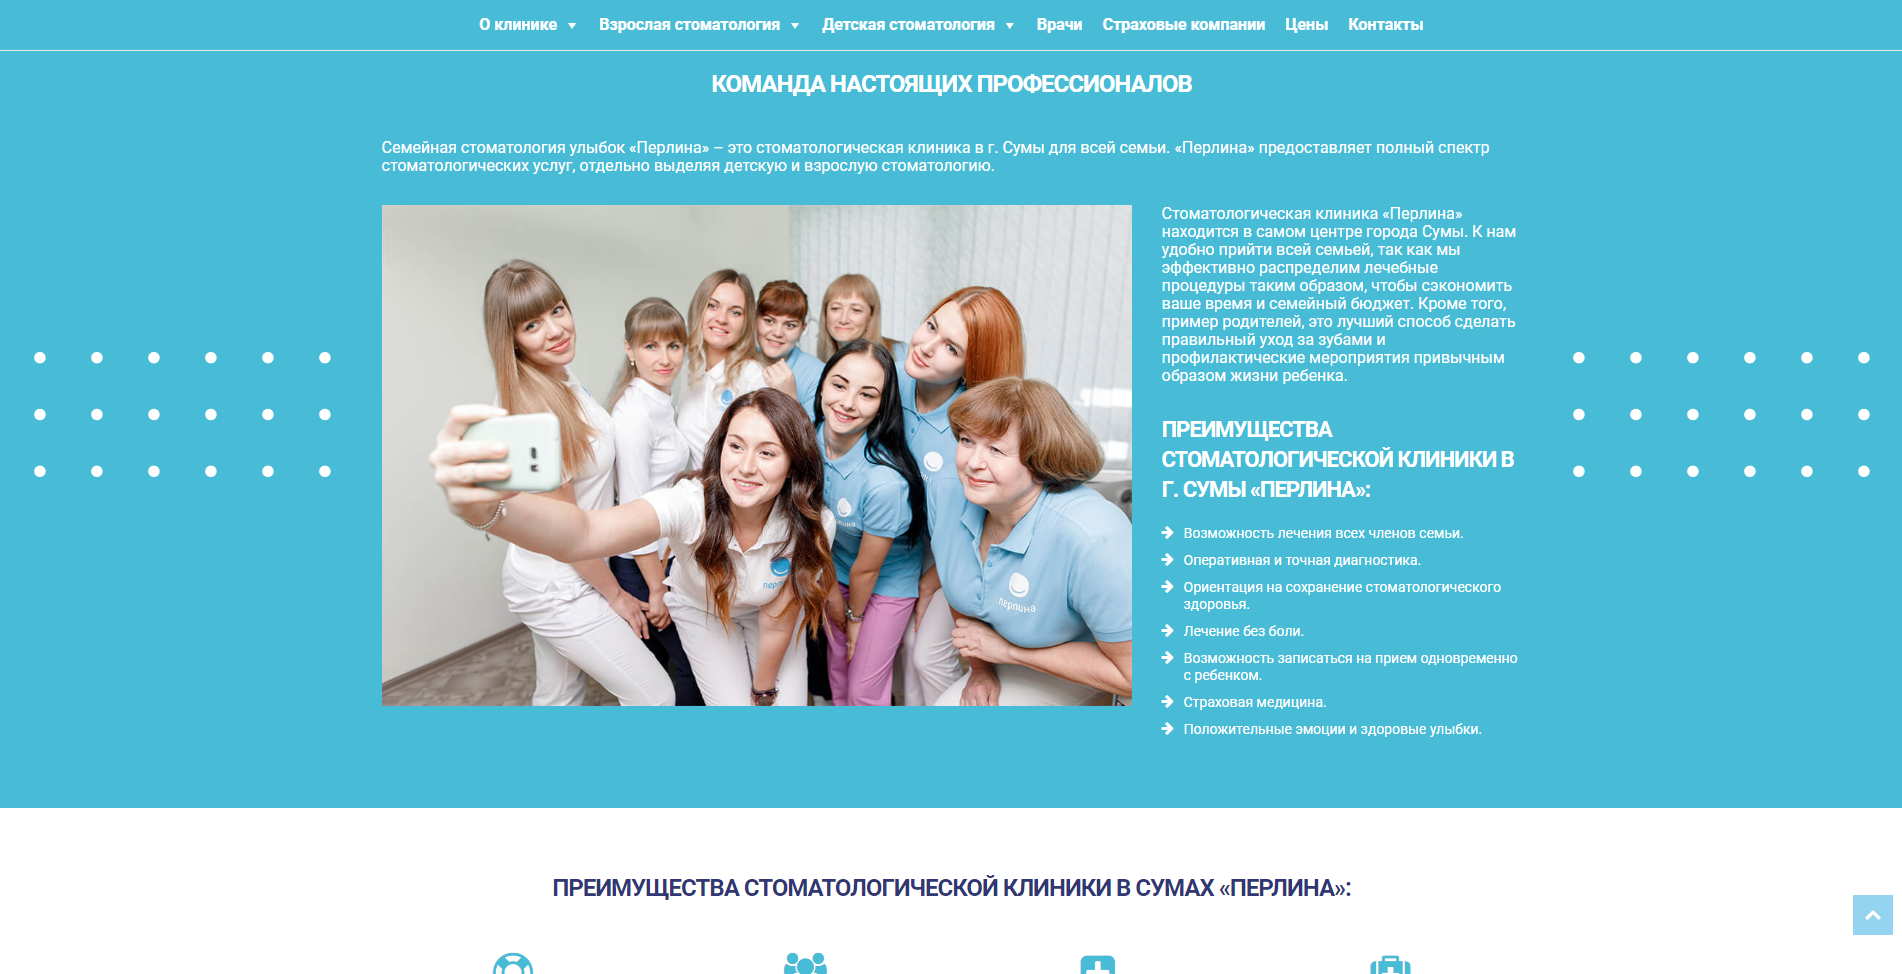 О клинике Взрослая стоматология Детская стоматология Врачи Страховые компании Цены Контакты
КОМАНДА НАСТОЯЩИХ ПРОФЕССИОНАЛОВ
Семейная стоматология улыбок «Перлина» – это стоматологическая клиника в г. Сумы для всей семьи. «Перлина» предоставляет полный спектр
стоматологических услуг, отдельно выделяя детскую и взрослую стоматологию.
Стоматологическая клиника «Перлина»
находится в самом центре города Сумы. К нам
удобно прийти всей семьей, так как мы
эффективно распределим лечебные
процедуры таким образом, чтобы сэкономить
ваше время и семейный бюджет. Кроме того,
пример родителей, это лучший способ сделать
правильный уход за зубами и
профилактические мероприятия привычным
образом жизни ребенка.
ПРЕИМУЩЕСТВА
СТОМАТОЛОГИЧЕСКОЙ КЛИНИКИ В
Г. СУМЫ «ПЕРЛИНА»:
Возможность лечения всех членов семьи.
Оперативная и точная диагностика.
Ориентация на сохранение стоматологического
здоровья.
Лечение без боли.
Возможность записаться на прием одновременно
с ребенком.
Страховая медицина.
Положительные эмоции и здоровые улыбки.
перлина
ПРЕИМУЩЕСТВА СТОМАТОЛОГИЧЕСКОЙ КЛИНИКИ В СУМАХ «ПЕРЛИНА»: